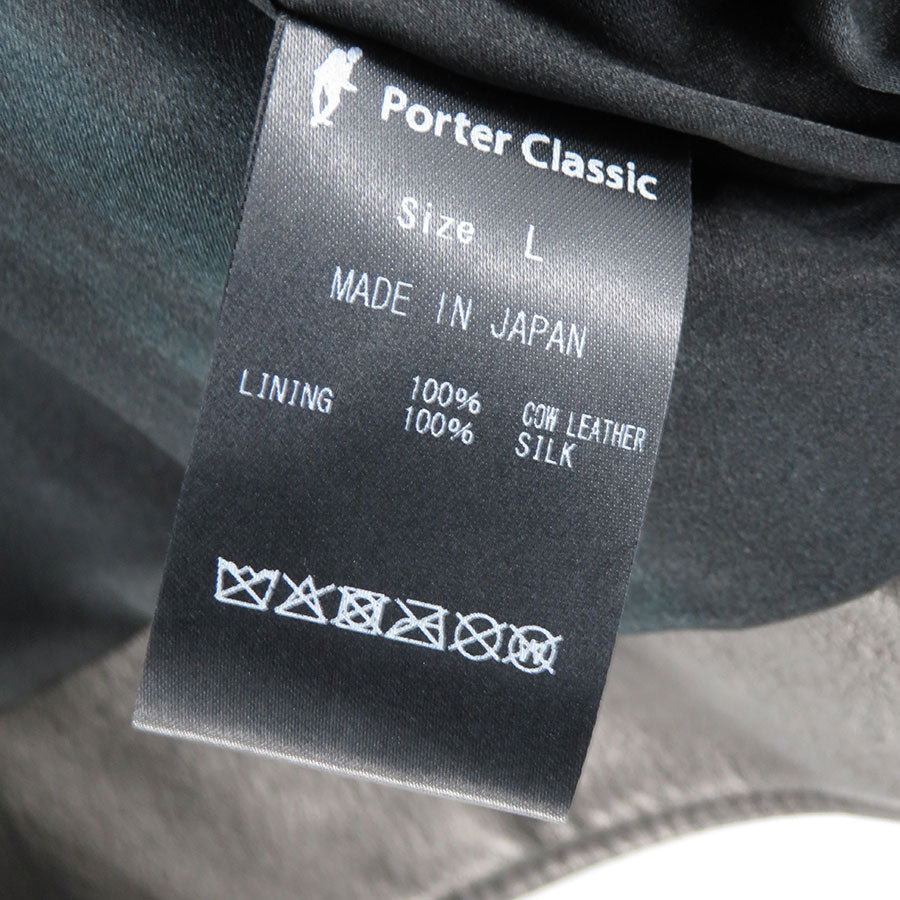 Porter Classic
Size L
MADE IN JAPAN
100% COW LEATHER
LINING 100% SILK
W